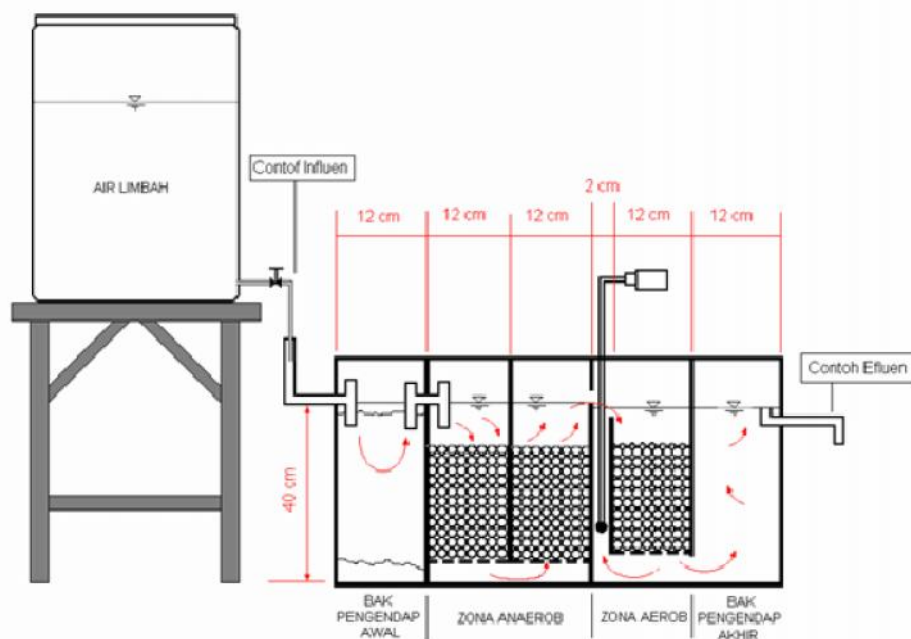 AIR LIMBAH
Contof Influen
2 cm
12 cm
12 cm
12 cm
12 cm
12 cm
Contoh Efluen
40 cm
BAK
PENGENDAP
AWAL
ZONA ANAEROB
ZONA AEROB
BAK
PENGENDAP
AKHIR